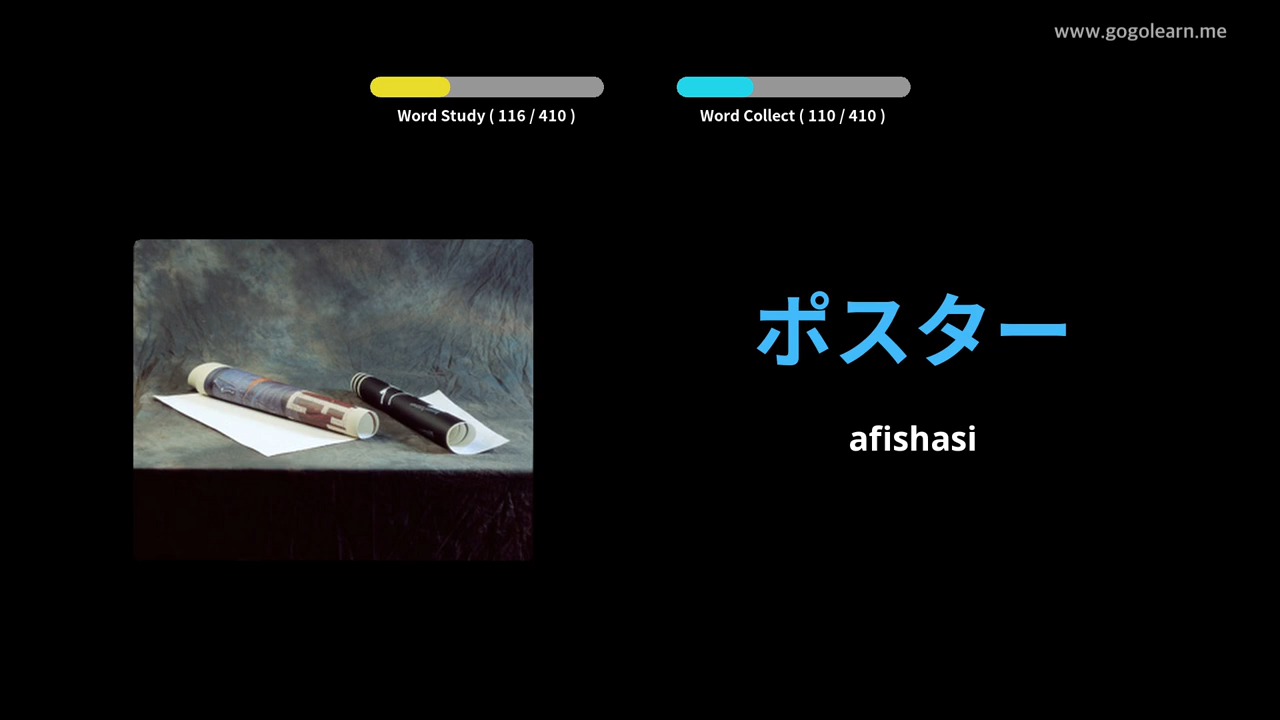 www.gogolearn.me
Word Study ( 116 / 410 )
Word Collect ( 110 / 410 )
ポスター
afishasi